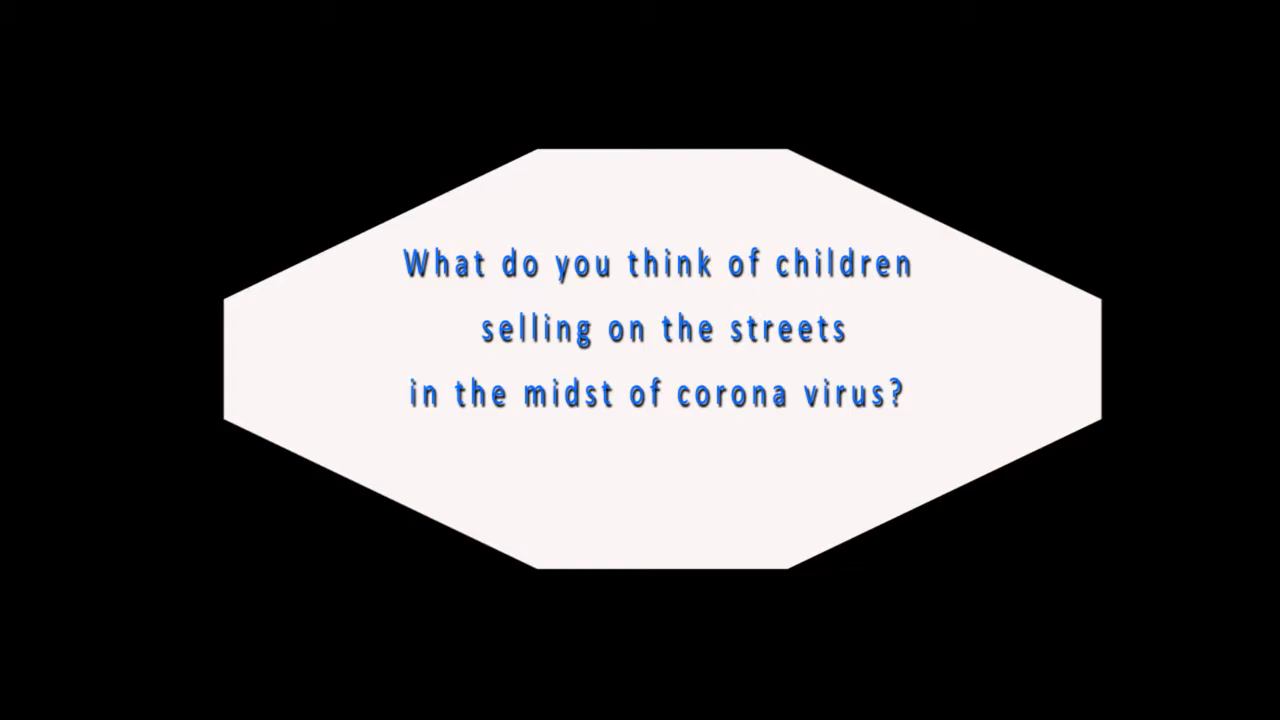 What do you think of children
selling on the streets
in the midst of corona virus?